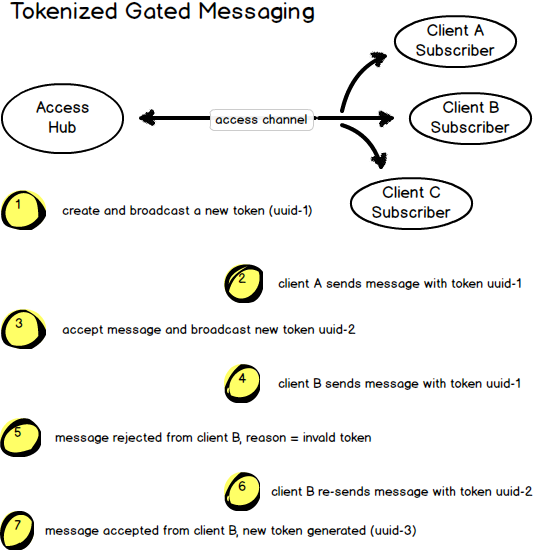 Tokenized Gated Messaging
Client A
Subscriber
Access
Hub
access channel
Client B
Subscriber
Client C
Subscriber
1
create and broadcast a new token (uuid-1)
2
client A sends message with token uuid-1
3
accept message and broadcast new token uuid-2
4
client B sends message with token uuid-1
5
message rejected from client B, reason = invalid token
6
client B re-sends message with token uuid-2
7
message accepted from client B, new token generated (uuid-3)